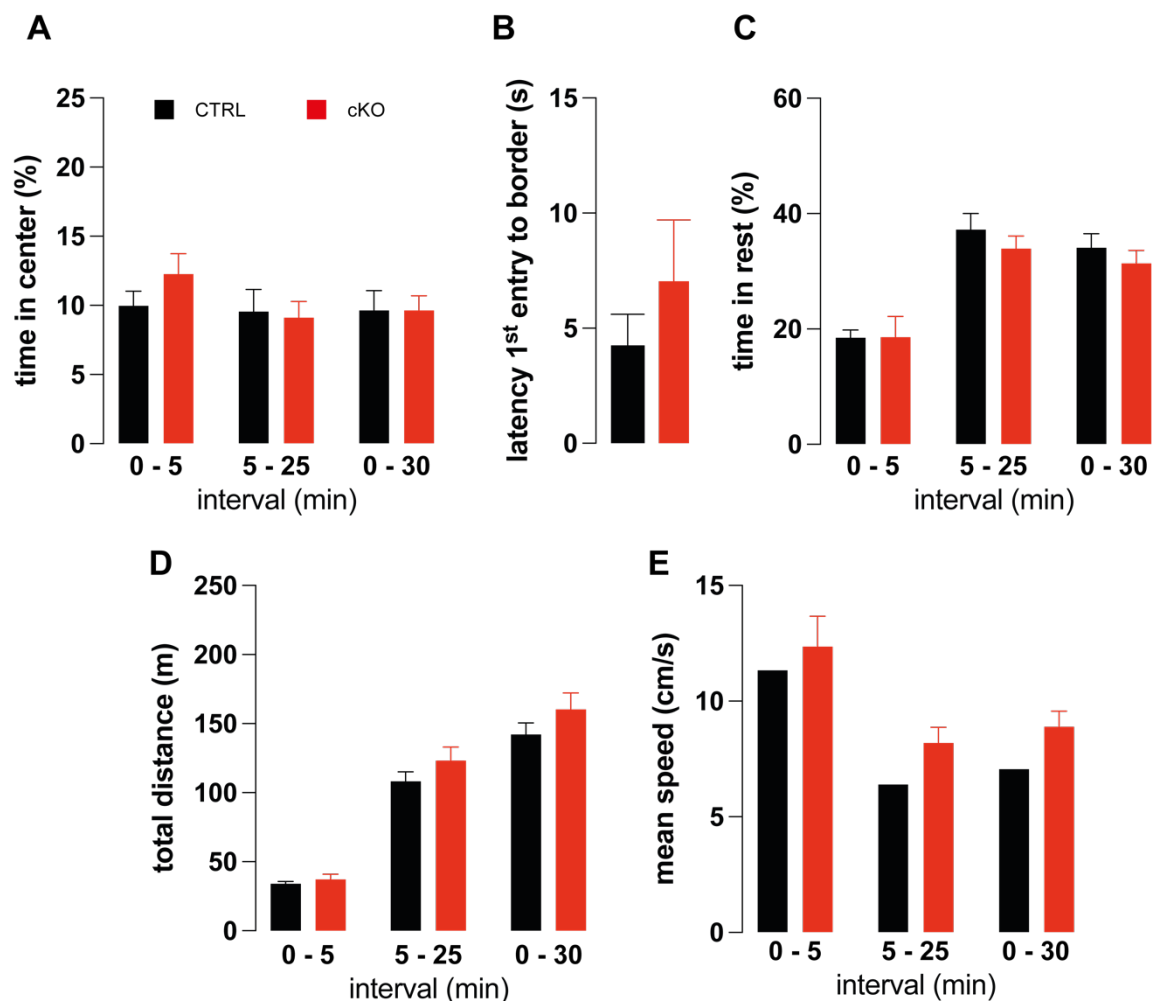 A
B
C
25
20
15
10
5
0
time in center (%)
CTRL
cKO
0 - 5
5 - 25
0 - 30
interval (min)
15
10
5
0
latency 1st entry to border (s)
60
40
20
0
time in rest (%)
0 - 5
5 - 25
0 - 30
interval (min)
D
E
250
200
150
100
50
0
total distance (m)
0 - 5
5 - 25
0 - 30
interval (min)
15
10
5
0
mean speed (cm/s)
0 - 5
5 - 25
0 - 30
interval (min)